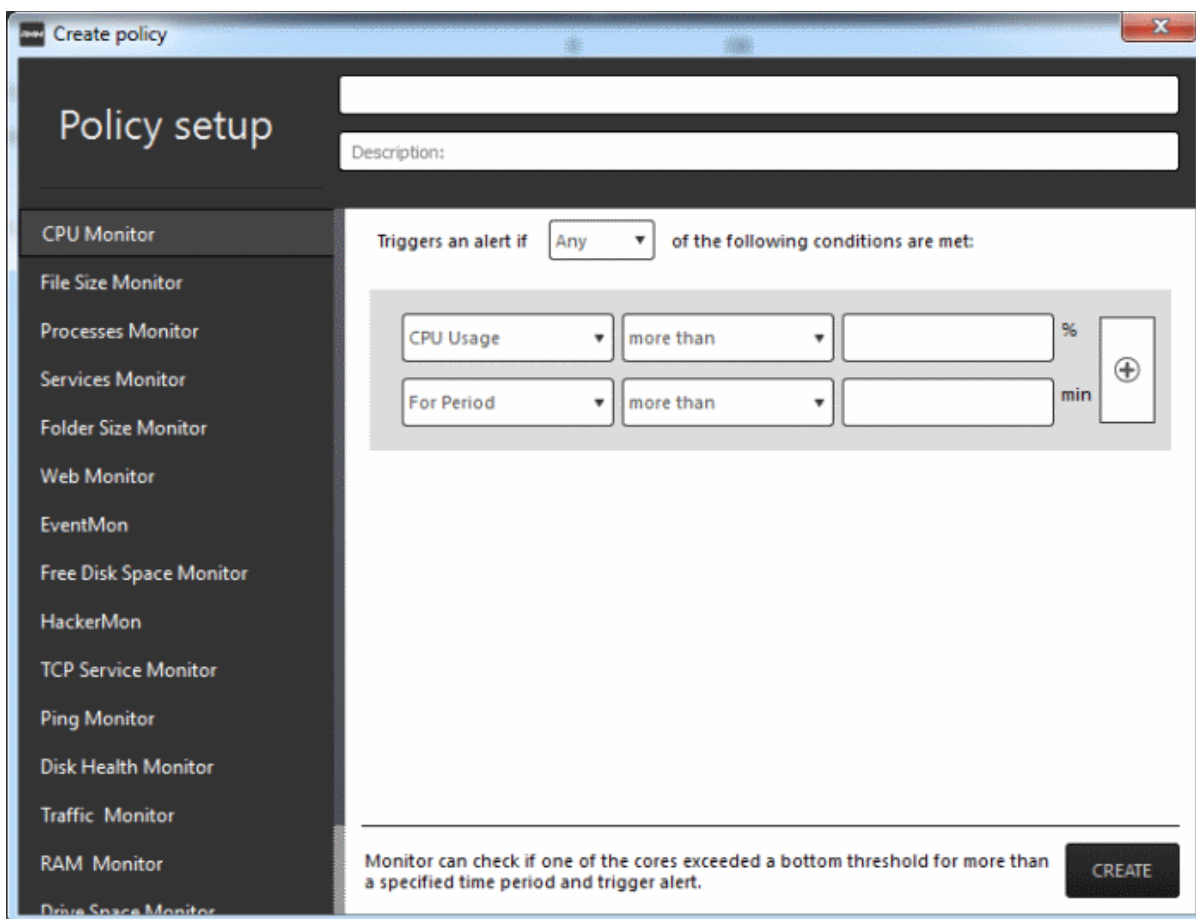 RMM Create policy
X
Policy setup
Description:
CPU Monitor
File Size Monitor
Processes Monitor
Services Monitor
Folder Size Monitor
Web Monitor
EventMon
Free Disk Space Monitor
HackerMon
TCP Service Monitor
Ping Monitor
Disk Health Monitor
Traffic Monitor
RAM Monitor
Drive Space Monitor
Triggers an alert if Any of the following conditions are met:
CPU Usage more than %
For Period more than min
Monitor can check if one of the cores exceeded a bottom threshold for more than
a specified time period and trigger alert.
CREATE